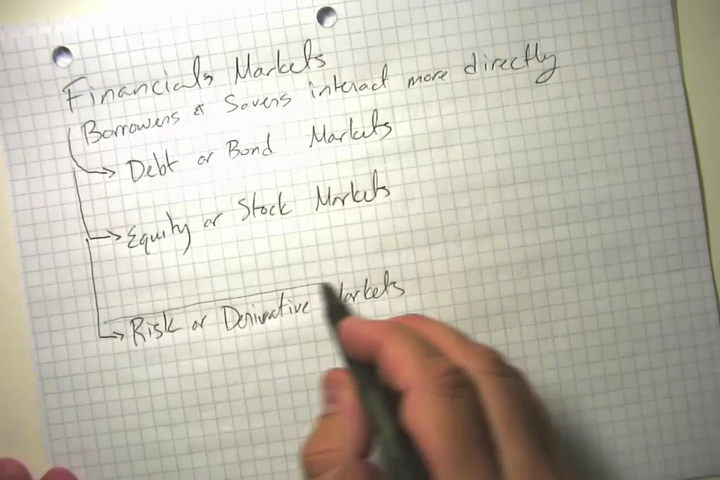 Financials Markets
Borrowers & Savers interact more directly
Debt or Bond Markets
Equity or Stock Markets
Risk or Derivative Markets